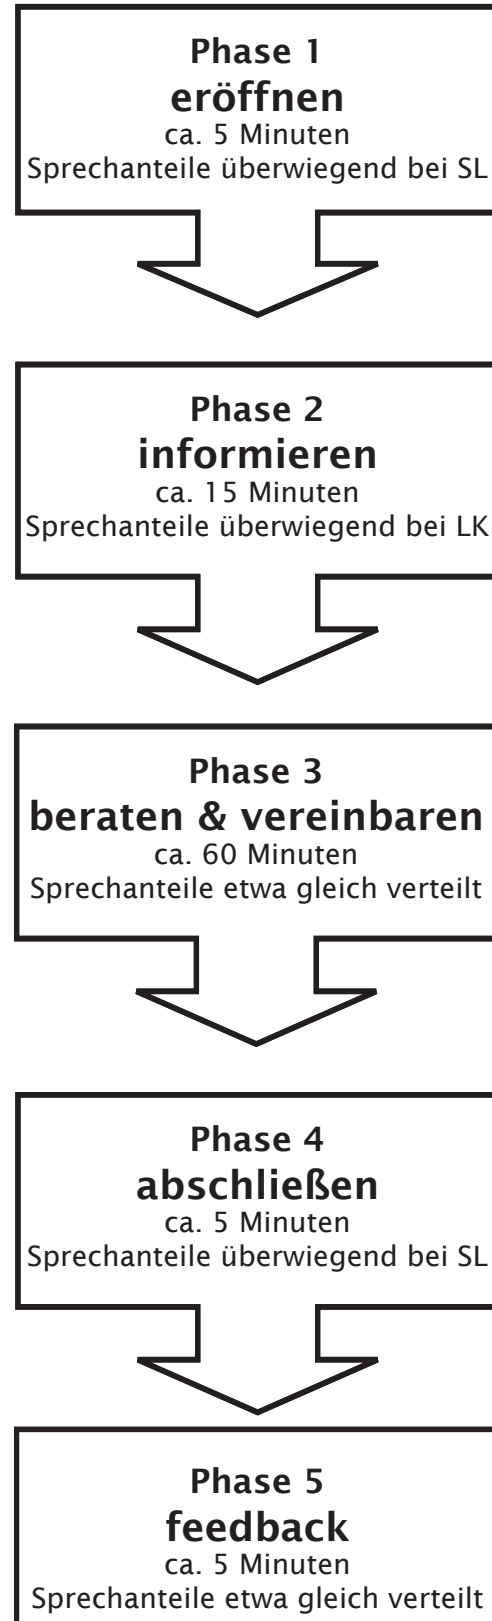 Phase 1
eröffnen
ca. 5 Minuten
Sprechanteile überwiegend bei SL
Phase 2
informieren
ca. 15 Minuten
Sprechanteile überwiegend bei LK
Phase 3
beraten & vereinbaren
ca. 60 Minuten
Sprechanteile etwa gleich verteilt
Phase 4
abschließen
ca. 5 Minuten
Sprechanteile überwiegend bei SL
Phase 5
feedback
ca. 5 Minuten
Sprechanteile etwa gleich verteilt